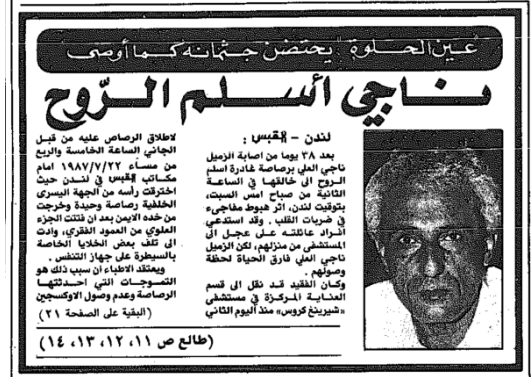 عين الحلوة يحتضن جثمانه كما أوصى
ناجي أسلم الرّوح
لندن - القبس :
بعد ٣٨ يوما من اصابة الزميل
ناجي العلي برصاصة غادرة اسلم
الروح الى خالقها في الساعة
الثانية من صباح امس السبت،
بتوقيت لندن، اثر هبوط مفاجىء
في ضربات القلب . وقد استدعي
أفراد عائلته على عجل الى
المستشفى من منزلهم، لكن الزميل
ناجي العلي فارق الحياة لحظة
وصولهم .
وكان الفقيد قد نقل الى قسم
العناية المركزة في مستشفى
«شيرينغ كروس» منذ اليوم الثاني
لاطلاق الرصاص عليه من قبل
الجاني الساعة الخامسة والربع
من مساء ١٩٨٧/٧/٢٢ امام
مكاتب القبس في لندن حيث
اخترقت رأسه من الجهة اليسرى
الخلفية رصاصة وحيدة وخرجت
من خده الايمن بعد ان فتتت الجزء
العلوي من العمود الفقري، وأدت
الى تلف بعض الخلايا الخاصة
بالسيطرة على جهاز التنفس .
ويعتقد الاطباء ان سبب ذلك هو
التموجات التي احدثتها
الرصاصة وعدم وصول الاوكسجين
(البقية على الصفحة ٢١)
(طالع ص ١١، ١٢، ١٣، ١٤)